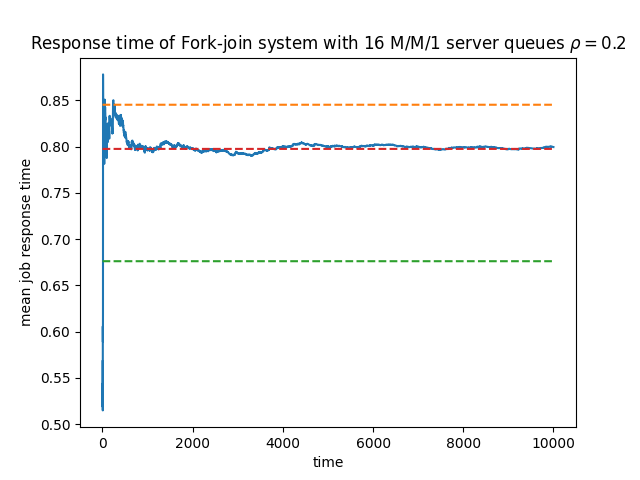 Response time of Fork-join system with 16 M/M/1 server queues ρ = 0.2
0.85
0.80
0.75
0.70
0.65
0.60
0.55
0.50
mean job response time
0 2000 4000 6000 8000 10000
time